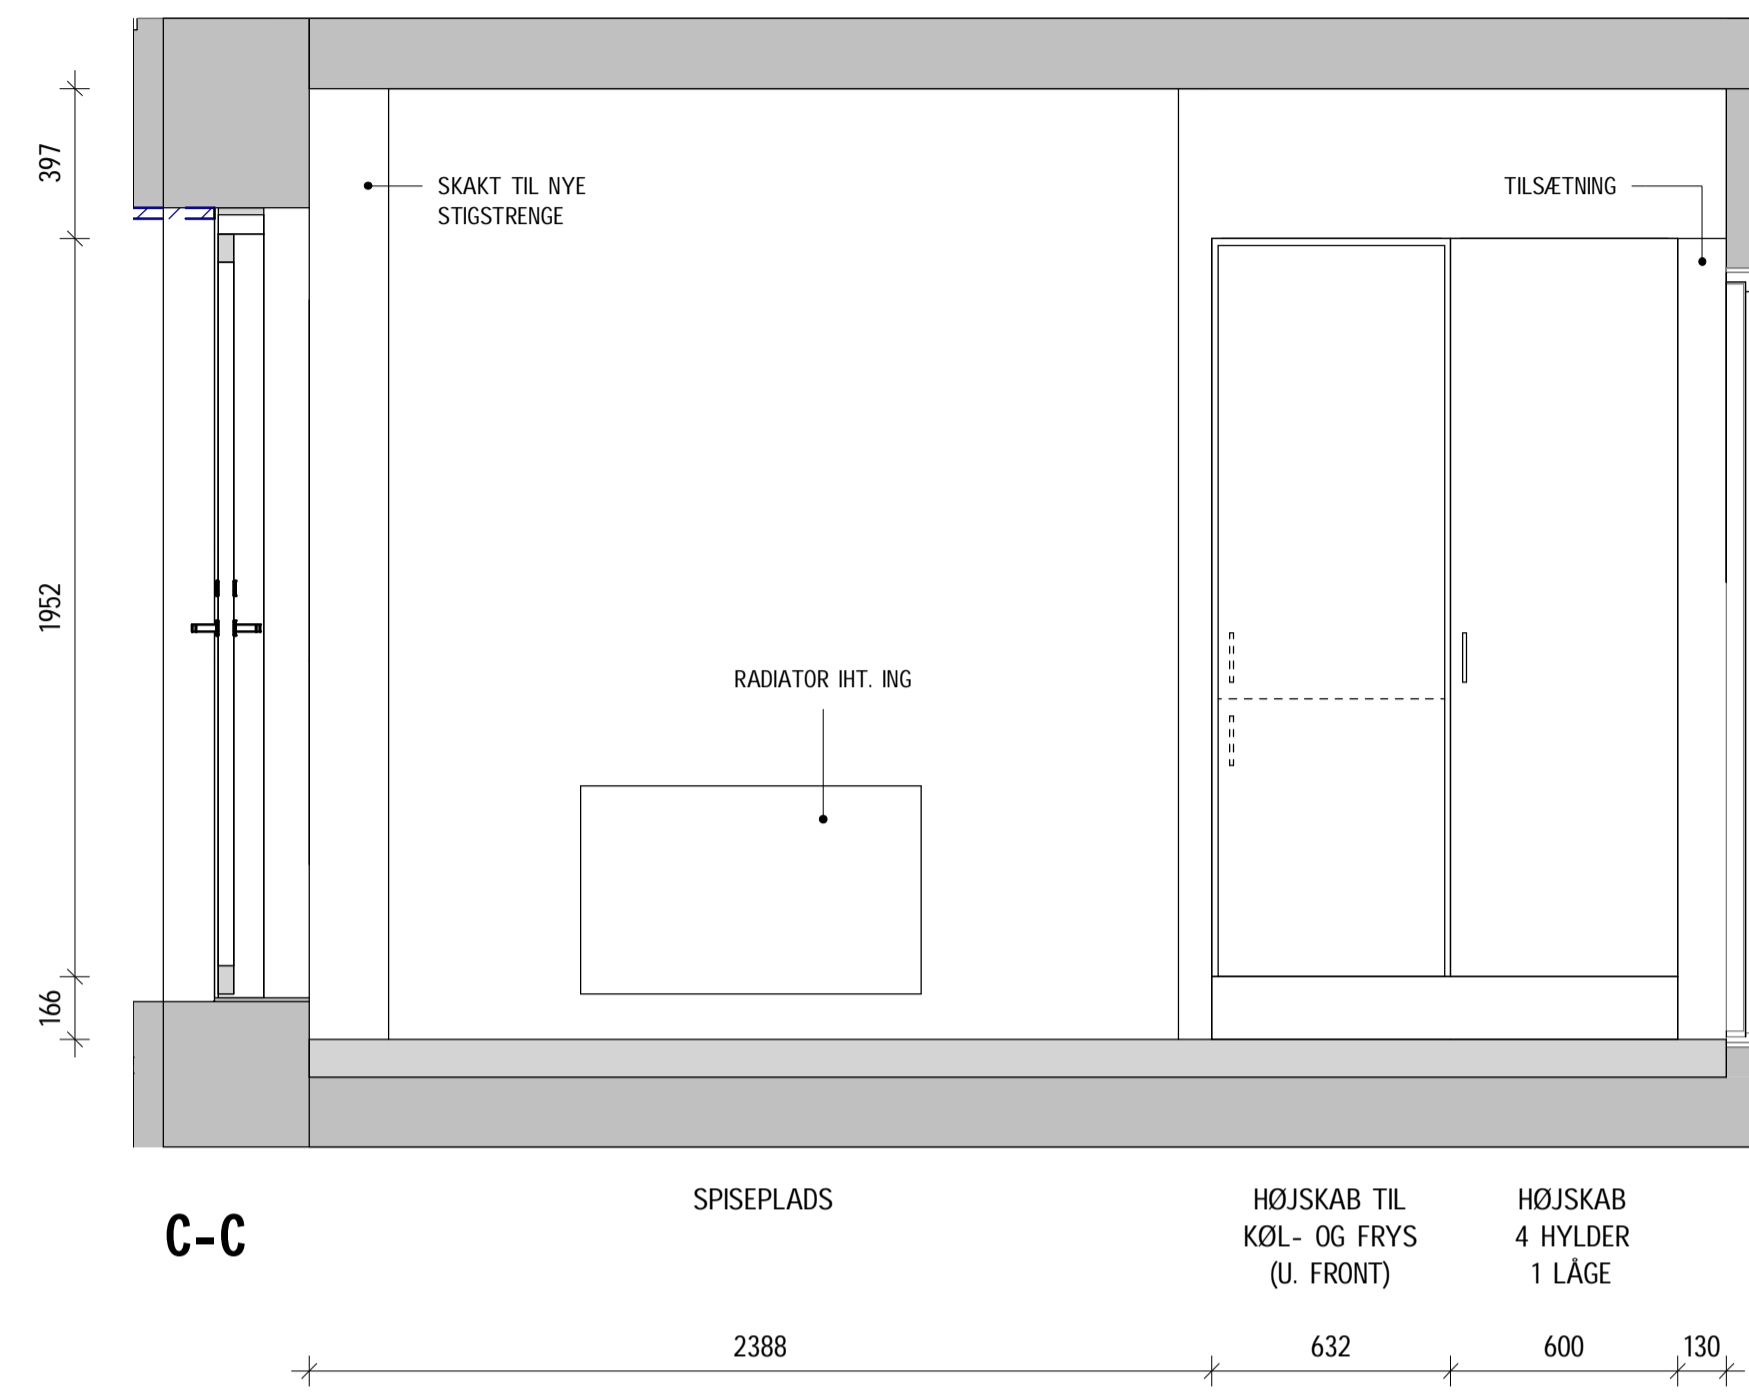 397
SKAKT TIL NYE
STIGSTRENGE
TILSÆTNING
1952
RADIATOR IHT. ING
166
C-C
SPISEPLADS
HØJSKAB TIL
KØL- OG FRYS
(U. FRONT)
HØJSKAB
4 HYLDER
1 LÅGE
2388
632
600
130